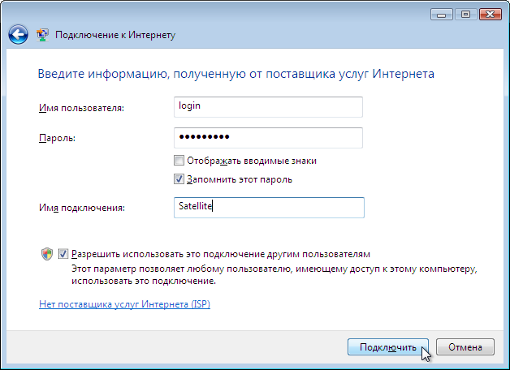 Подключение к Интернету
Введите информацию, полученную от поставщика услуг Интернета
Имя пользователя: login
Пароль: •••••••••
Отображать вводимые знаки
Запомнить этот пароль
Имя подключения: Satellite
Разрешить использовать это подключение другим пользователям
Этот параметр позволяет любому пользователю, имеющему доступ к этому компьютеру,
использовать это подключение.
Нет поставщика услуг Интернета (ISP)
Подключить Отмена